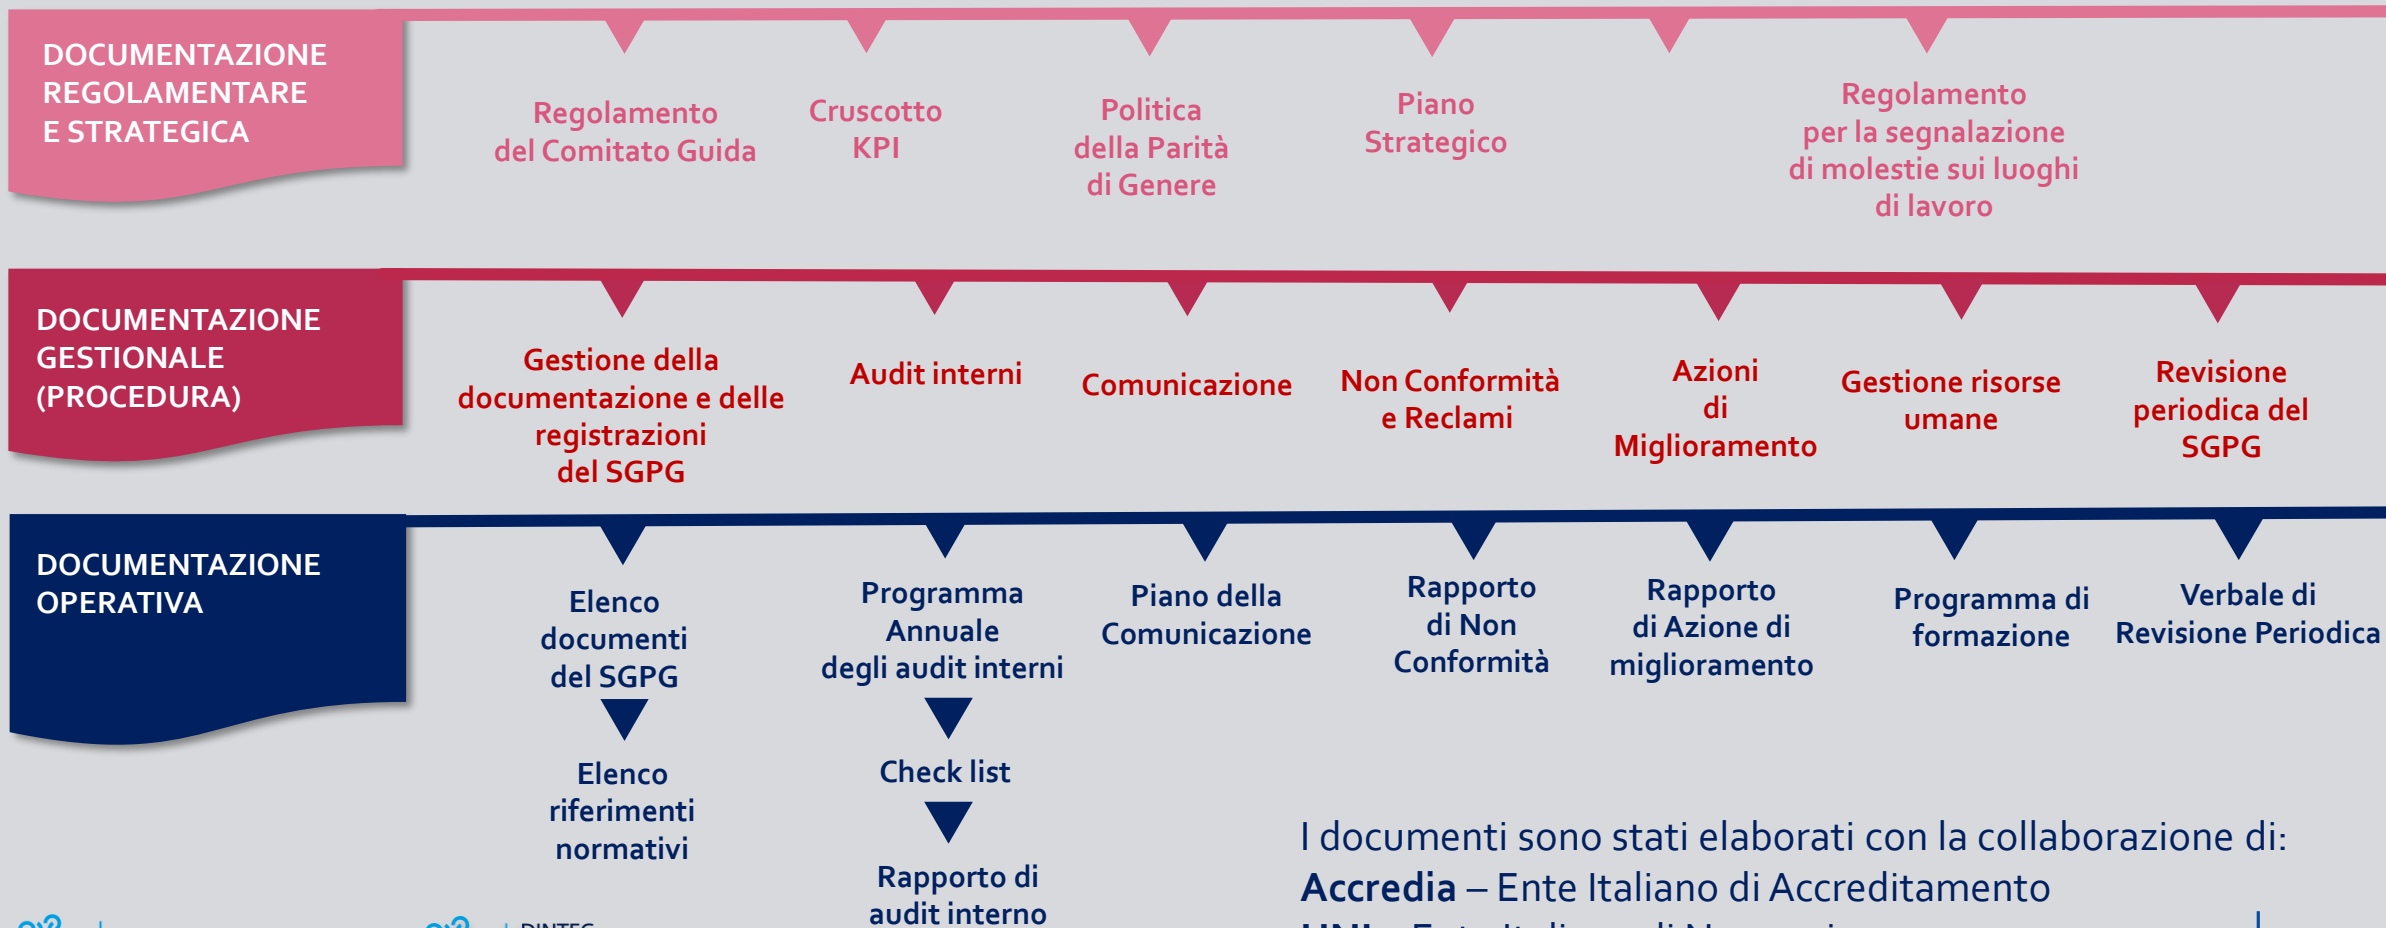 DOCUMENTAZIONE
REGOLAMENTARE
E STRATEGICA
Regolamento
del Comitato Guida
Cruscotto
KPI
Politica
della Parità
di Genere
Piano
Strategico
Regolamento
per la segnalazione
di molestie sui luoghi
di lavoro
DOCUMENTAZIONE
GESTIONALE
(PROCEDURA)
Gestione della
documentazione e delle
registrazioni
del SGPG
Audit interni
Comunicazione
Non Conformità
e Reclami
Azioni
di
Miglioramento
Gestione risorse
umane
Revisione
periodica del
SGPG
DOCUMENTAZIONE
OPERATIVA
Elenco
documenti
del SGPG
Elenco
riferimenti
normativi
Programma
Annuale
degli audit interni
Check list
Rapporto di
audit interno
Piano della
Comunicazione
Rapporto
di Non
Conformità
Rapporto
di Azione di
miglioramento
Programma di
formazione
Verbale di
Revisione Periodica
I documenti sono stati elaborati con la collaborazione di:
Accredia – Ente Italiano di Accreditamento
DINTEC